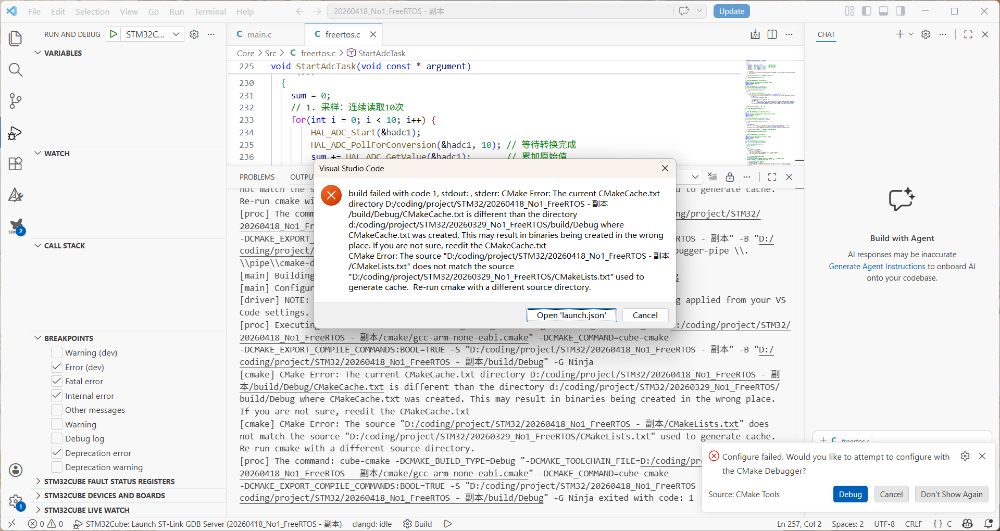 File Edit Selection View Go Run Terminal Help
20260418_No1_FreeRTOS - 副本
Update
RUN AND DEBUG
STM32C...
main.c
freertos.c
CHAT
VARIABLES
Core > Src > C freertos.c > StartAdcTask
225 void StartAdcTask(void const * argument)
230 {
231 sum = 0;
232 // 1. 采样: 连续读取10次
233 for(int i = 0; i < 10; i++) {
234 HAL_ADC_Start(&hadc1);
235 HAL_ADC_PollForConversion(&hadc1, 10); // 等待转换完成
236 sum += HAL_ADC_GetValue(&hadc1); // 累加原始值
WATCH
CALL STACK
BREAKPOINTS
Warning (dev)
Error (dev)
Fatal error
Internal error
Other messages
Warning
Debug log
Deprecation error
Deprecation warning
STM32CUBE FAULT STATUS REGISTERS
STM32CUBE DEVICES AND BOARDS
STM32CUBE LIVE WATCH
STM
2
1
PROBLEMS
OUTPU
Visual Studio Code
build failed with code 1, stdout: , stderr: CMake Error: The current CMakeCache.txt
directory D:/coding/project/STM32/20260418_No1_FreeRTOS - 副本
/build/Debug/CMakeCache.txt is different than the directory
d:/coding/project/STM32/20260329_No1_FreeRTOS/build/Debug where
CMakeCache.txt was created. This may result in binaries being created in the wrong
place. If you are not sure, reedit the CMakeCache.txt
CMake Error: The source "D:/coding/project/STM32/20260418_No1_FreeRTOS - 副本
/CMakeLists.txt" does not match the source
"D:/coding/project/STM32/20260329_No1_FreeRTOS/CMakeLists.txt" used to
generate cache.  Re-run cmake with a different source directory.
Open 'launch.json'
Cancel
not match the s d to generate cache.
Re-run cmake wi
[proc] The comm ng/project/STM32/
20260418_No1_Fr
-DCMAKE_EXPORT_ RTOS - 副本" -B "D:/
coding/project/ bugger-pipe \\.
\\pipe\\cmake-d
[main] Building g
[main] Configur
[driver] NOTE: g applied from your VS
Code settings.
[proc] Executing :/coding/project/STM32/
20260418_No1_FreeRTOS - 副本/cmake/gcc-arm-none-eabi.cmake" -DCMAKE_COMMAND=cube-cmake
-DCMAKE_EXPORT_COMPILE_COMMANDS:BOOL=TRUE -S "D:/coding/project/STM32/20260418_No1_FreeRTOS - 副本" -B "D:/
coding/project/STM32/20260418_No1_FreeRTOS - 副本/build/Debug" -G Ninja
[cmake] CMake Error: The current CMakeCache.txt directory D:/coding/project/STM32/20260418_No1_FreeRTOS - 副
本/build/Debug/CMakeCache.txt is different than the directory d:/coding/project/STM32/20260329_No1_FreeRTOS/
build/Debug where CMakeCache.txt was created. This may result in binaries being created in the wrong place.
If you are not sure, reedit the CMakeCache.txt
[cmake] CMake Error: The source "D:/coding/project/STM32/20260418_No1_FreeRTOS - 副本/CMakeLists.txt" does
not match the source "D:/coding/project/STM32/20260329_No1_FreeRTOS/CMakeLists.txt" used to generate cache.
Re-run cmake with a different source directory.
[proc] The command: cube-cmake -DCMAKE_BUILD_TYPE=Debug "-DCMAKE_TOOLCHAIN_FILE=D:/coding/pr
20260418_No1_FreeRTOS - 副本/cmake/gcc-arm-none-eabi.cmake" -DCMAKE_COMMAND=cube-cmake
-DCMAKE_EXPORT_COMPILE_COMMANDS:BOOL=TRUE -S "D:/coding/project/STM32/20260418_No1_FreeRTOS
coding/project/STM32/20260418_No1_FreeRTOS - 副本/build/Debug" -G Ninja exited with code: 1
Build with Agent
AI responses may be inaccurate
Generate Agent Instructions to onboard AI
onto your codebase.
freertos.c
Configure failed. Would you like to attempt to configure with
the CMake Debugger?
Source: CMake Tools
Debug
Cancel
Don't Show Again
0 0 STM32Cube: Launch ST-Link GDB Server (20260418_No1_FreeRTOS - 副本) clangd: idle Build
Ln 257, Col 2 Spaces: 2 UTF-8 CRLF {} C